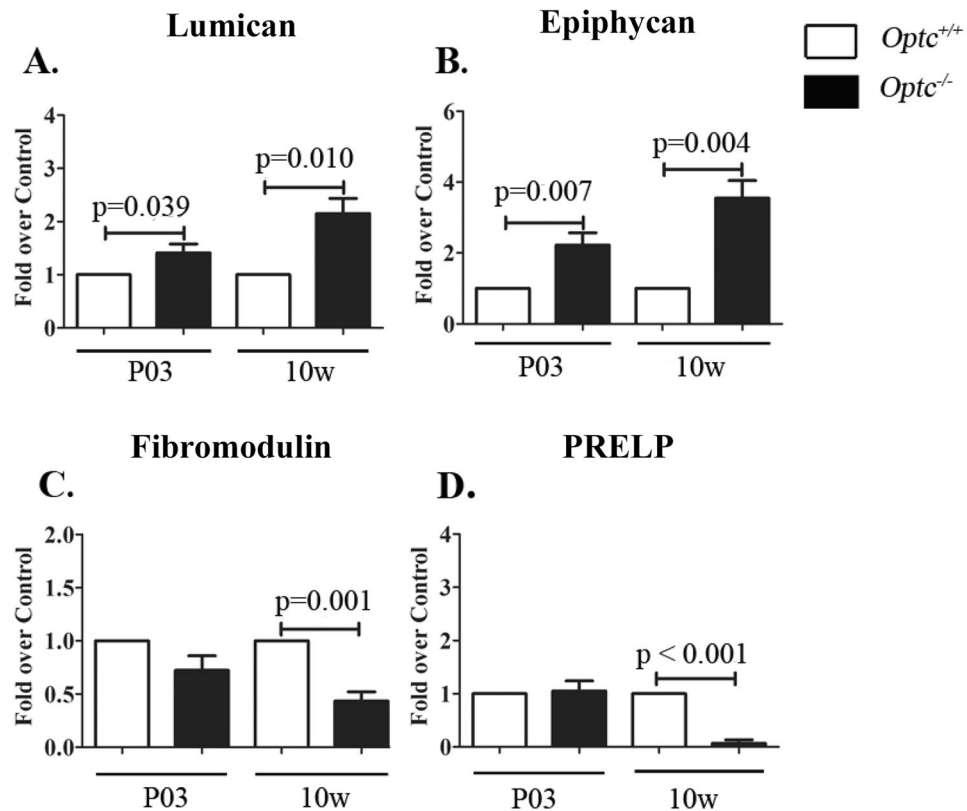 Lumican
Epiphycan
Optc+/+
Optc-/-
A.
B.
Fold over Control
4
3
2
1
0
p=0.039
p=0.010
P03
10w
Fold over Control
6
4
2
0
p=0.007
p=0.004
P03
10w
Fibromodulin
PRELP
C.
D.
Fold over Control
2.0
1.5
1.0
0.5
0.0
p=0.001
P03
10w
Fold over Control
4
3
2
1
0
p < 0.001
P03
10w